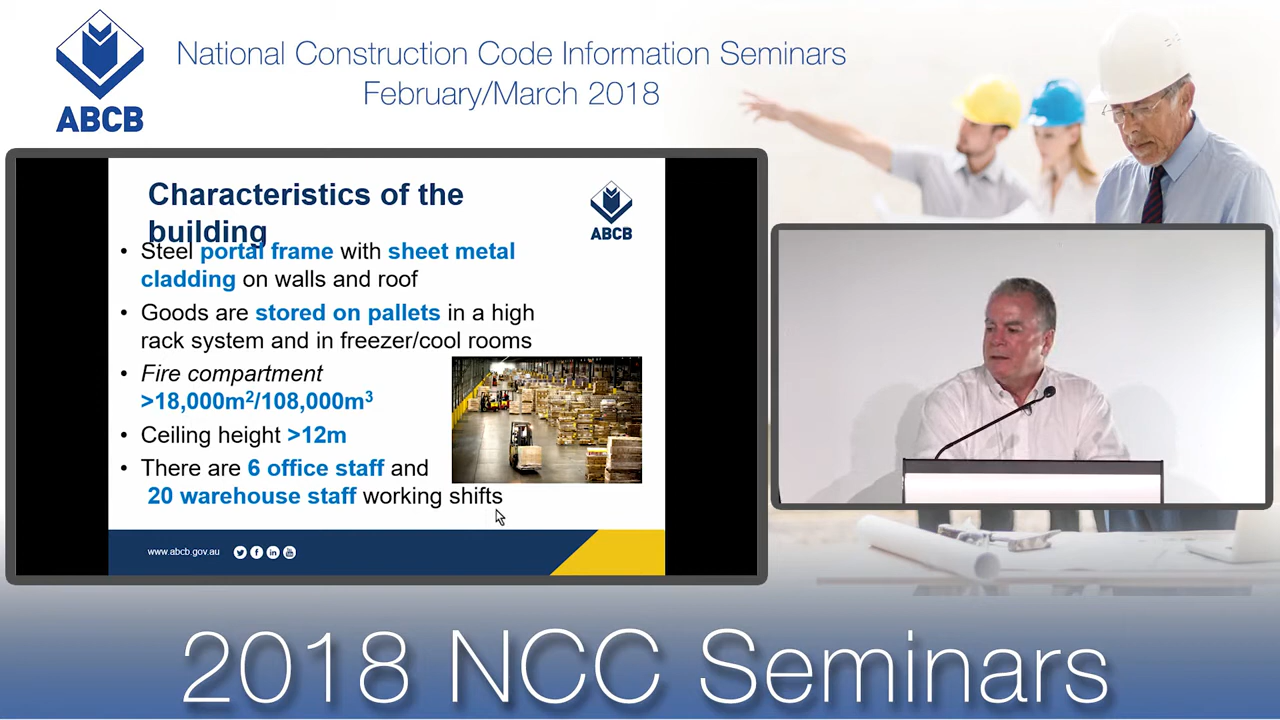 ABCB
National Construction Code Information Seminars
February/March 2018
Characteristics of the
building
ABCB
• Steel portal frame with sheet metal
cladding on walls and roof
• Goods are stored on pallets in a high
rack system and in freezer/cool rooms
• Fire compartment
>18,000m²/108,000m³
• Ceiling height >12m
• There are 6 office staff and
20 warehouse staff working shifts
www.abcb.gov.au
2018 NCC Seminars